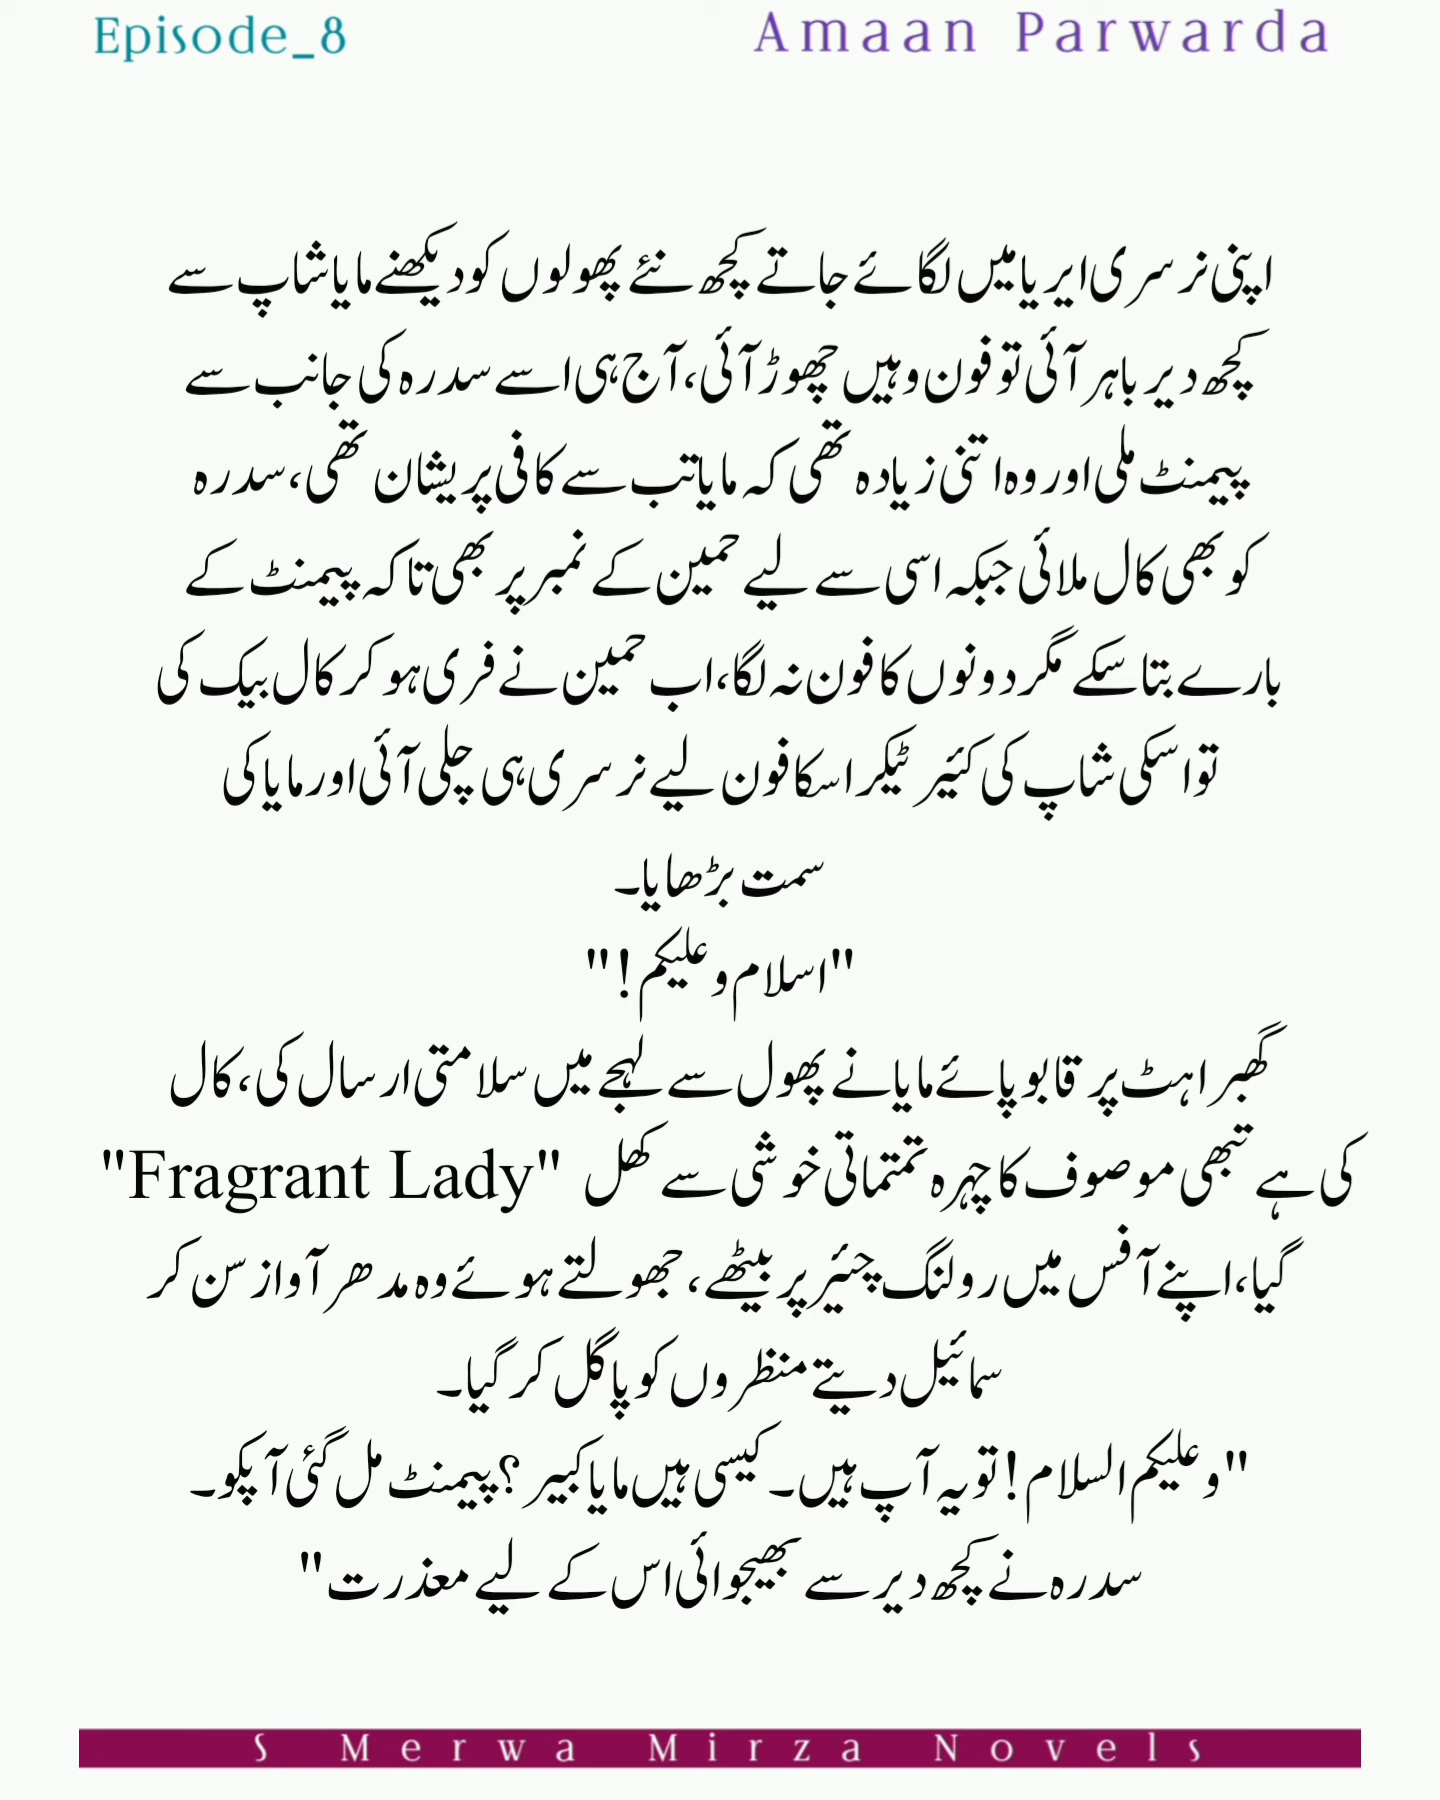 Episode_8
Amaan Parwarda
اپنی نرسری ایریا میں لگائے جاتے کچھ نئے پھولوں کو دیکھنے مایا شاپ سے
کچھ دیر باہر آئی تو فون وہیں چھوڑ آئی، آج ہی اسے سدرہ کی جانب سے
پیمنٹ ملی اور وہ اتنی زیادہ تھی کہ مایا تب سے کافی پریشان تھی، سدرہ
کو بھی کال ملائی جبکہ اسی سے لیے حمین کے نمبر پر بھی تا کہ پیمنٹ کے
بارے بتا سکے مگر دونوں کا فون نہ لگا، اب حمین نے فری ہو کر کال بیک کی
تو اسکی شاپ کی کئیر ٹیکر اسکا فون لیے نرسری ہی چلی آئی اور مایا کی
سمت بڑھایا۔
"اسلام و علیکم!"
گھبراہٹ پر قابو پائے مایا نے پھول سے لہجے میں سلامتی ارسال کی، کال
کی ہے تبھی موصوف کا چہرہ تمتماتی خوشی سے کھل "Fragrant Lady"
گیا، اپنے آفس میں رولنگ چئیر پر بیٹھے، جھولتے ہوئے وہ مدھر آواز سن کر
سمائیل دیتے منظروں کو پاگل کر گیا۔
"و علیکم السلام! تو یہ آپ ہیں۔ کیسی ہیں مایا کبیر؟ پیمنٹ مل گئی آپکو۔
سدرہ نے کچھ دیر سے بھیجوائی اس کے لیے معذرت"
S Merwa Mirza Novels